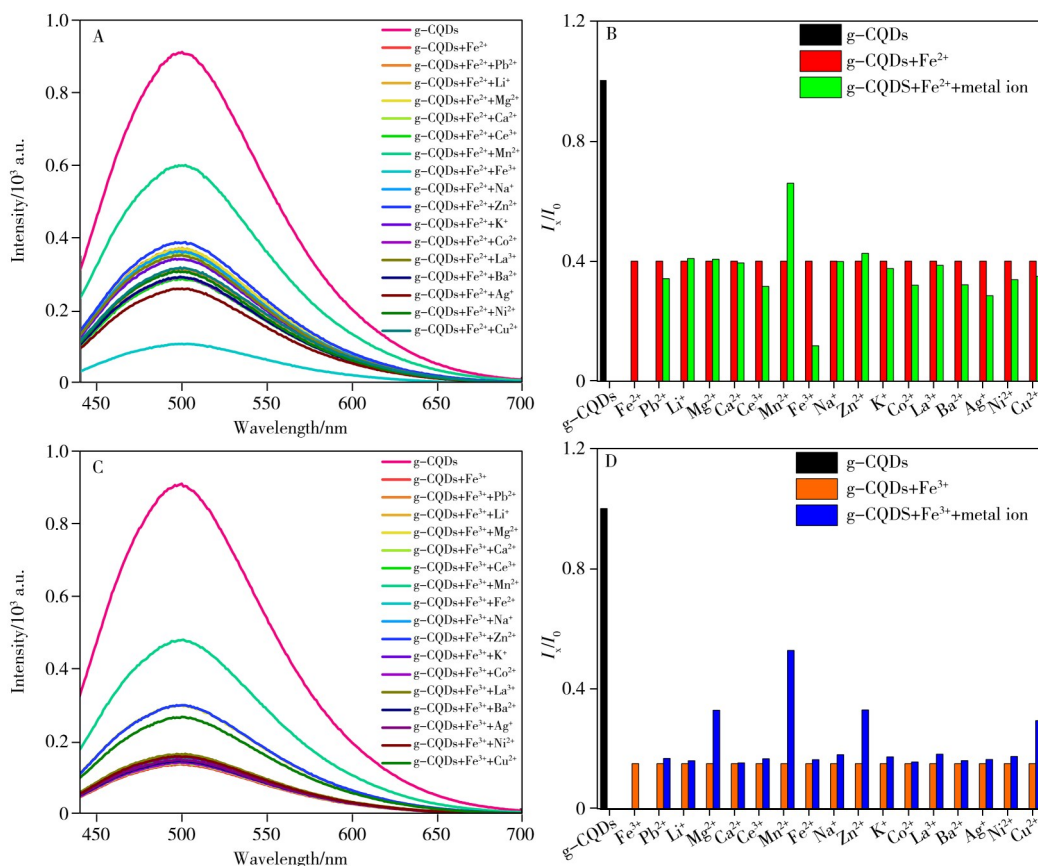 A
Intensity/10³ a.u.
1.0
0.8
0.6
0.4
0.2
0
450
500
550
600
650
700
Wavelength/nm
g-CQDs
g-CQDs+Fe²⁺
g-CQDs+Fe²⁺+Pb²⁺
g-CQDs+Fe²⁺+Li⁺
g-CQDs+Fe²⁺+Mg²⁺
g-CQDs+Fe²⁺+Ca²⁺
g-CQDs+Fe²⁺+Ce³⁺
g-CQDs+Fe²⁺+Mn²⁺
g-CQDs+Fe²⁺+Fe³⁺
g-CQDs+Fe²⁺+Na⁺
g-CQDs+Fe²⁺+Zn²⁺
g-CQDs+Fe²⁺+K⁺
g-CQDs+Fe²⁺+Co²⁺
g-CQDs+Fe²⁺+La³⁺
g-CQDs+Fe²⁺+Ba²⁺
g-CQDs+Fe²⁺+Ag⁺
g-CQDs+Fe²⁺+Ni²⁺
g-CQDs+Fe²⁺+Cu²⁺
B
Iₓ/I₀
1.2
0.8
0.4
0
g-CQDs
g-CQDs+Fe²⁺
g-CQDS+Fe²⁺+metal ion
g-CQDs
Fe²⁺
Pb²⁺
Li⁺
Mg²⁺
Ca²⁺
Ce³⁺
Mn²⁺
Fe³⁺
Na⁺
Zn²⁺
K⁺
Co²⁺
La³⁺
Ba²⁺
Ag⁺
Ni²⁺
Cu²⁺
C
Intensity/10³ a.u.
1.0
0.8
0.6
0.4
0.2
0
450
500
550
600
650
700
Wavelength/nm
g-CQDs
g-CQDs+Fe³⁺
g-CQDs+Fe³⁺+Pb²⁺
g-CQDs+Fe³⁺+Li⁺
g-CQDs+Fe³⁺+Mg²⁺
g-CQDs+Fe³⁺+Ca²⁺
g-CQDs+Fe³⁺+Ce³⁺
g-CQDs+Fe³⁺+Mn²⁺
g-CQDs+Fe³⁺+Fe²⁺
g-CQDs+Fe³⁺+Na⁺
g-CQDs+Fe³⁺+Zn²⁺
g-CQDs+Fe³⁺+K⁺
g-CQDs+Fe³⁺+Co²⁺
g-CQDs+Fe³⁺+La³⁺
g-CQDs+Fe³⁺+Ba²⁺
g-CQDs+Fe³⁺+Ag⁺
g-CQDs+Fe³⁺+Ni²⁺
g-CQDs+Fe³⁺+Cu²⁺
D
Iₓ/I₀
1.2
0.8
0.4
0
g-CQDs
g-CQDs+Fe³⁺
g-CQDS+Fe³⁺+metal ion
g-CQDs
Fe³⁺
Pb²⁺
Li⁺
Mg²⁺
Ca²⁺
Ce³⁺
Mn²⁺
Fe²⁺
Na⁺
Zn²⁺
K⁺
Co²⁺
La³⁺
Ba²⁺
Ag⁺
Ni²⁺
Cu²⁺